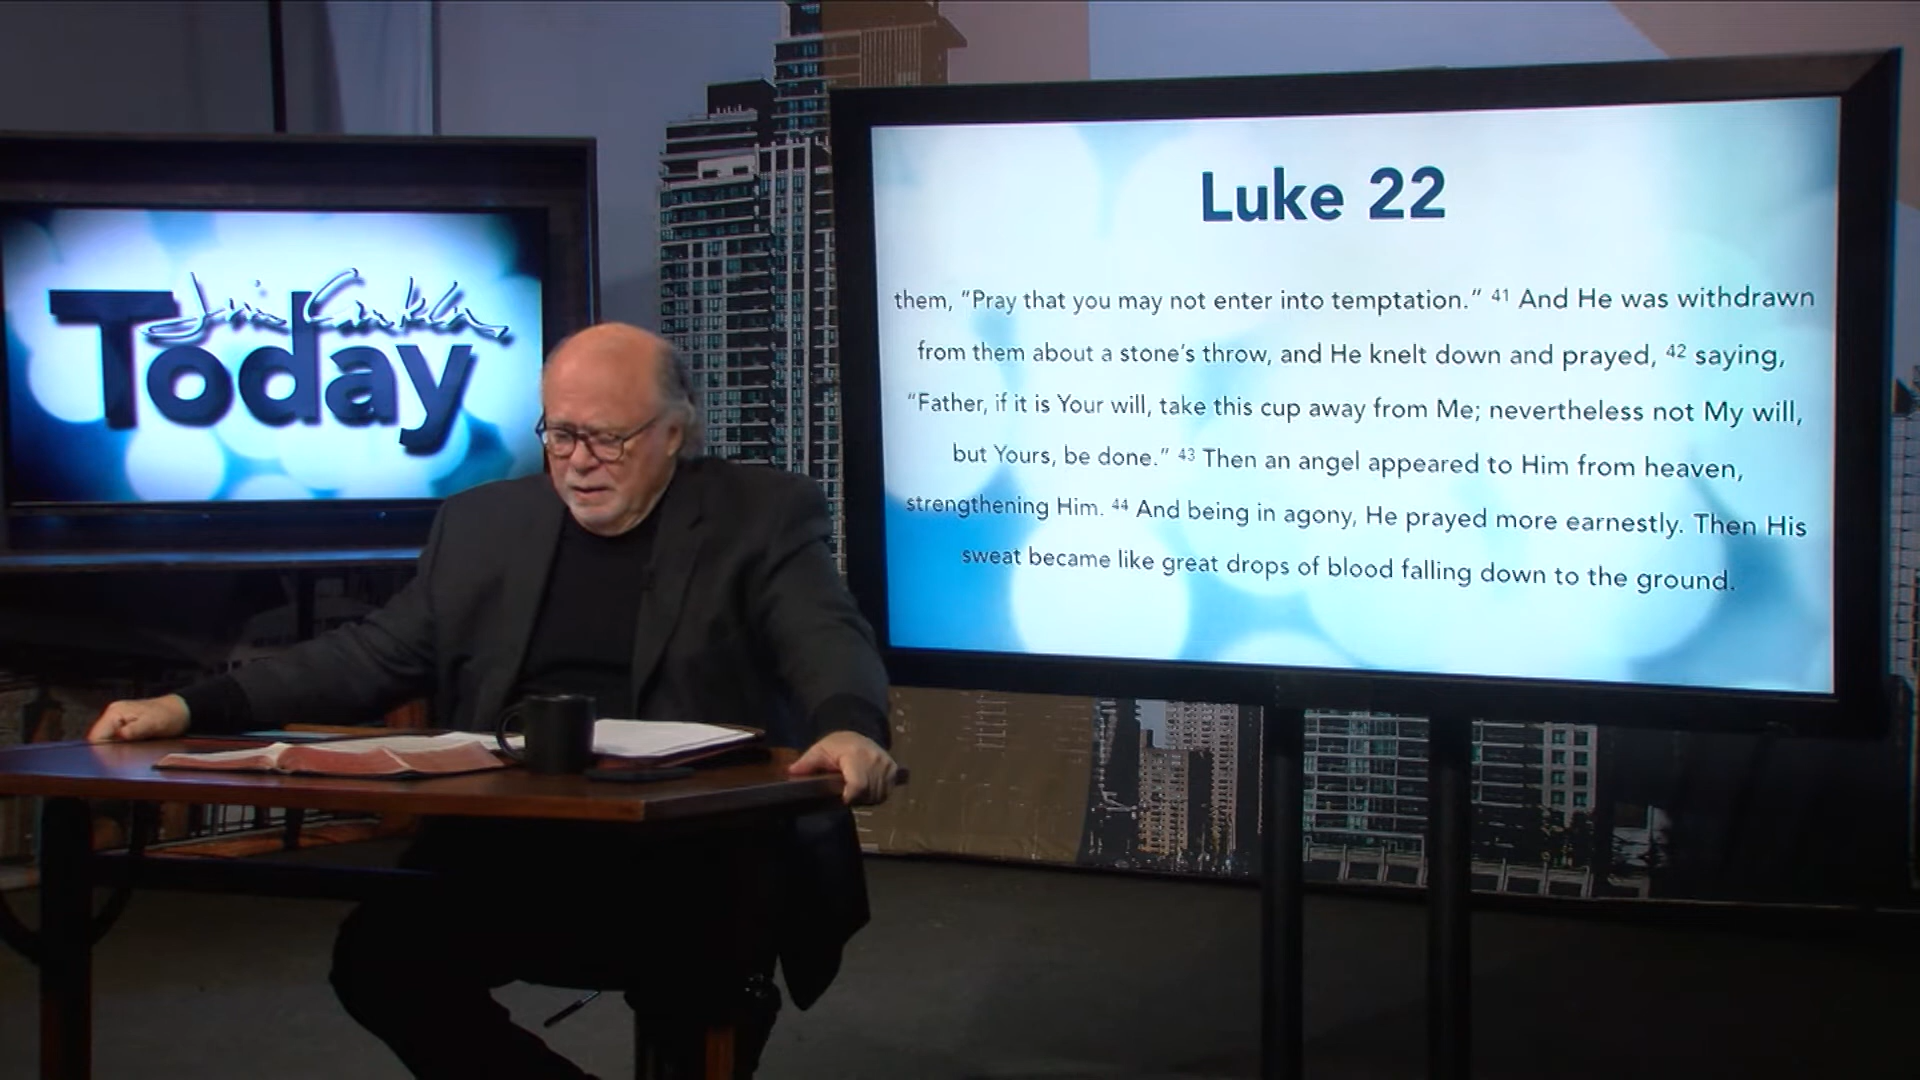 Today
Luke 22
them, “Pray that you may not enter into temptation.” 41 And He was withdrawn
from them about a stone’s throw, and He knelt down and prayed, 42 saying,
“Father, if it is Your will, take this cup away from Me; nevertheless not My will,
but Yours, be done.” 43 Then an angel appeared to Him from heaven,
strengthening Him. 44 And being in agony, He prayed more earnestly. Then His
sweat became like great drops of blood falling down to the ground.